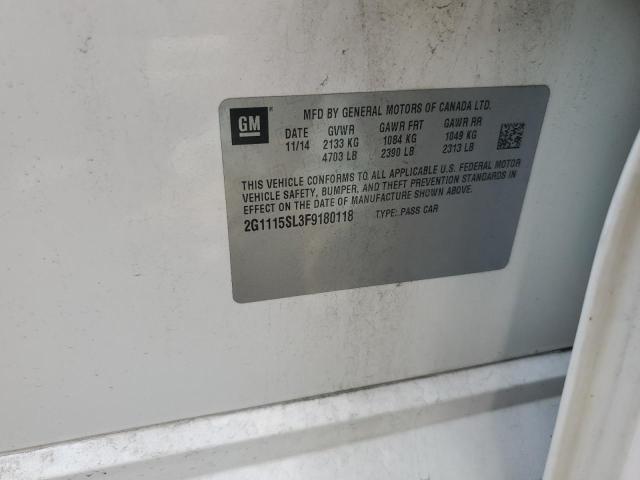 GM
MFD BY GENERAL MOTORS OF CANADA LTD.
DATE GVWR GAWR FRT GAWR RR
11/14 2133 KG 1084 KG 1049 KG
4703 LB 2390 LB 2313 LB
THIS VEHICLE CONFORMS TO ALL APPLICABLE U.S. FEDERAL MOTOR
VEHICLE SAFETY, BUMPER, AND THEFT PREVENTION STANDARDS IN
EFFECT ON THE DATE OF MANUFACTURE SHOWN ABOVE.
2G1115SL3F9180118 TYPE: PASS CAR